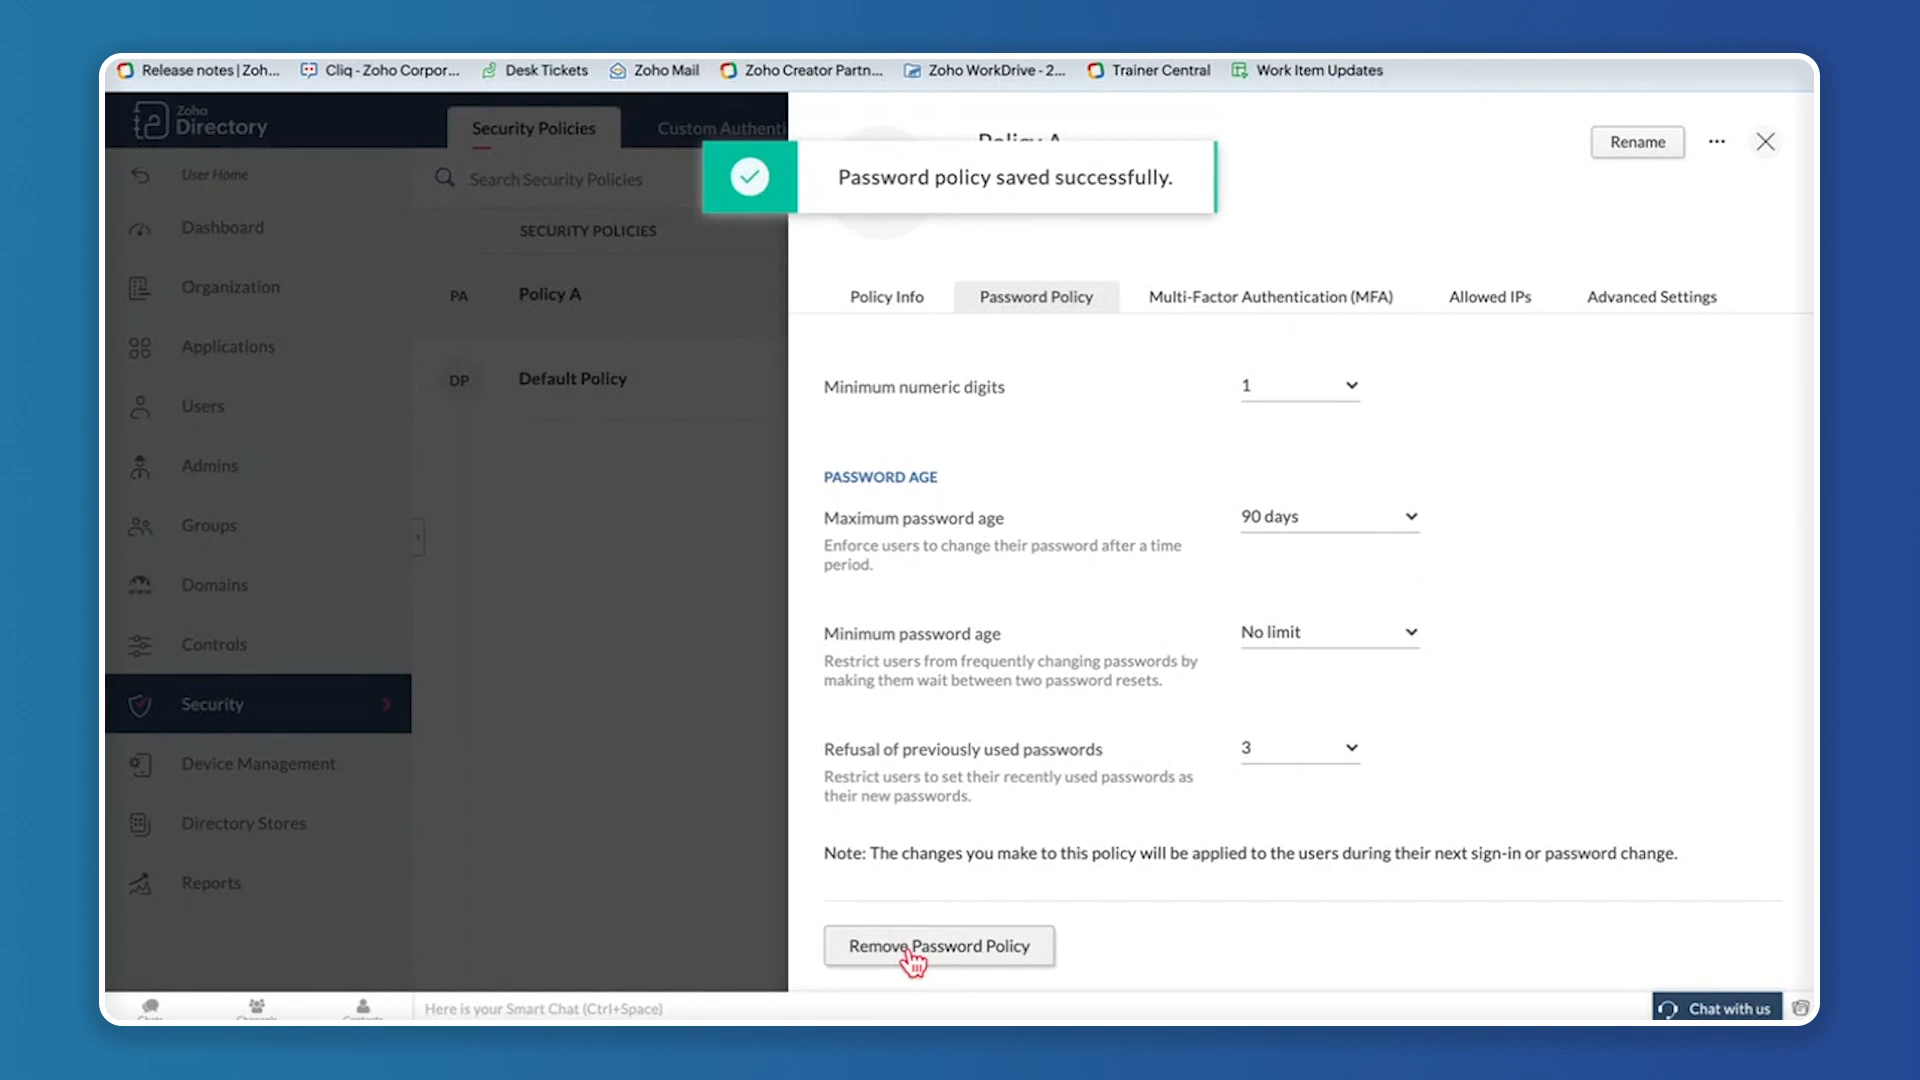 Release notes | Zoh...
Cliq - Zoho Corpor...
Desk Tickets
Zoho Mail
Zoho Creator Partn...
Zoho WorkDrive - 2...
Trainer Central
Work Item Updates
Zoho
Directory
Security Policies
Custom Authenti
Policy A
Rename
Password policy saved successfully.
User Home
Search Security Policies
Dashboard
SECURITY POLICIES
Organization
PA
Policy A
Policy Info
Password Policy
Multi-Factor Authentication (MFA)
Allowed IPs
Advanced Settings
Applications
DP
Default Policy
Minimum numeric digits
1
Users
Admins
PASSWORD AGE
Maximum password age
90 days
Enforce users to change their password after a time
period.
Groups
Domains
Controls
Minimum password age
No limit
Restrict users from frequently changing passwords by
making them wait between two password resets.
Security
Refusal of previously used passwords
3
Restrict users to set their recently used passwords as
their new passwords.
Device Management
Directory Stores
Note: The changes you make to this policy will be applied to the users during their next sign-in or password change.
Reports
Remove Password Policy
Chats
Channels
Contacts
Here is your Smart Chat (Ctrl+Space)
Chat with us